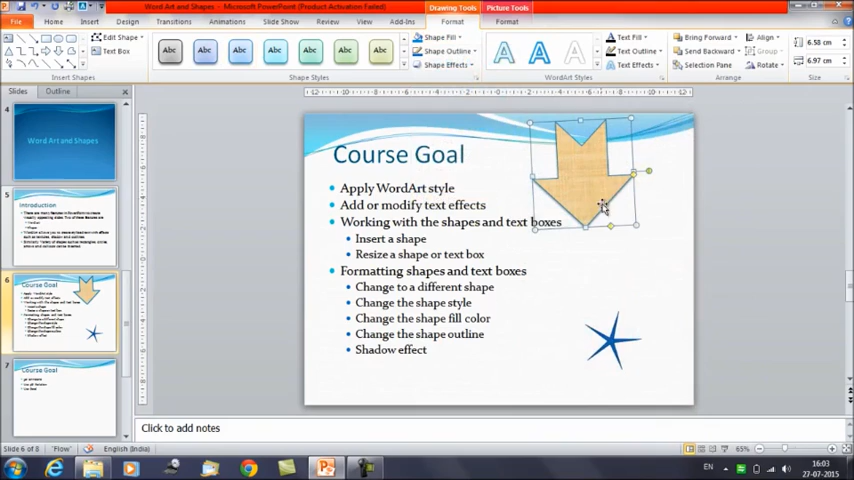 Word Art and Shapes - Microsoft PowerPoint (Product Activation Failed)
Drawing Tools
Picture Tools
File
Home
Insert
Design
Transitions
Animations
Slide Show
Review
View
Add-Ins
Format
Format
Edit Shape
Text Box
Insert Shapes
Abc
Abc
Abc
Abc
Abc
Abc
Abc
Shape Styles
Shape Fill
Shape Outline
Shape Effects
WordArt Styles
Text Fill
Text Outline
Text Effects
Bring Forward
Send Backward
Selection Pane
Align
Group
Rotate
Arrange
6.58 cm
6.97 cm
Size
Slides
Outline
4
Word Art and Shapes
5
Introduction
6
Course Goal
7
Course Goal
Course Goal
Apply WordArt style
Add or modify text effects
Working with the shapes and text boxes
Insert a shape
Resize a shape or text box
Formatting shapes and text boxes
Change to a different shape
Change the shape style
Change the shape fill color
Change the shape outline
Shadow effect
Click to add notes
Slide 6 of 8
"Flow"
English (India)
65%
EN
16:03
27-07-2015